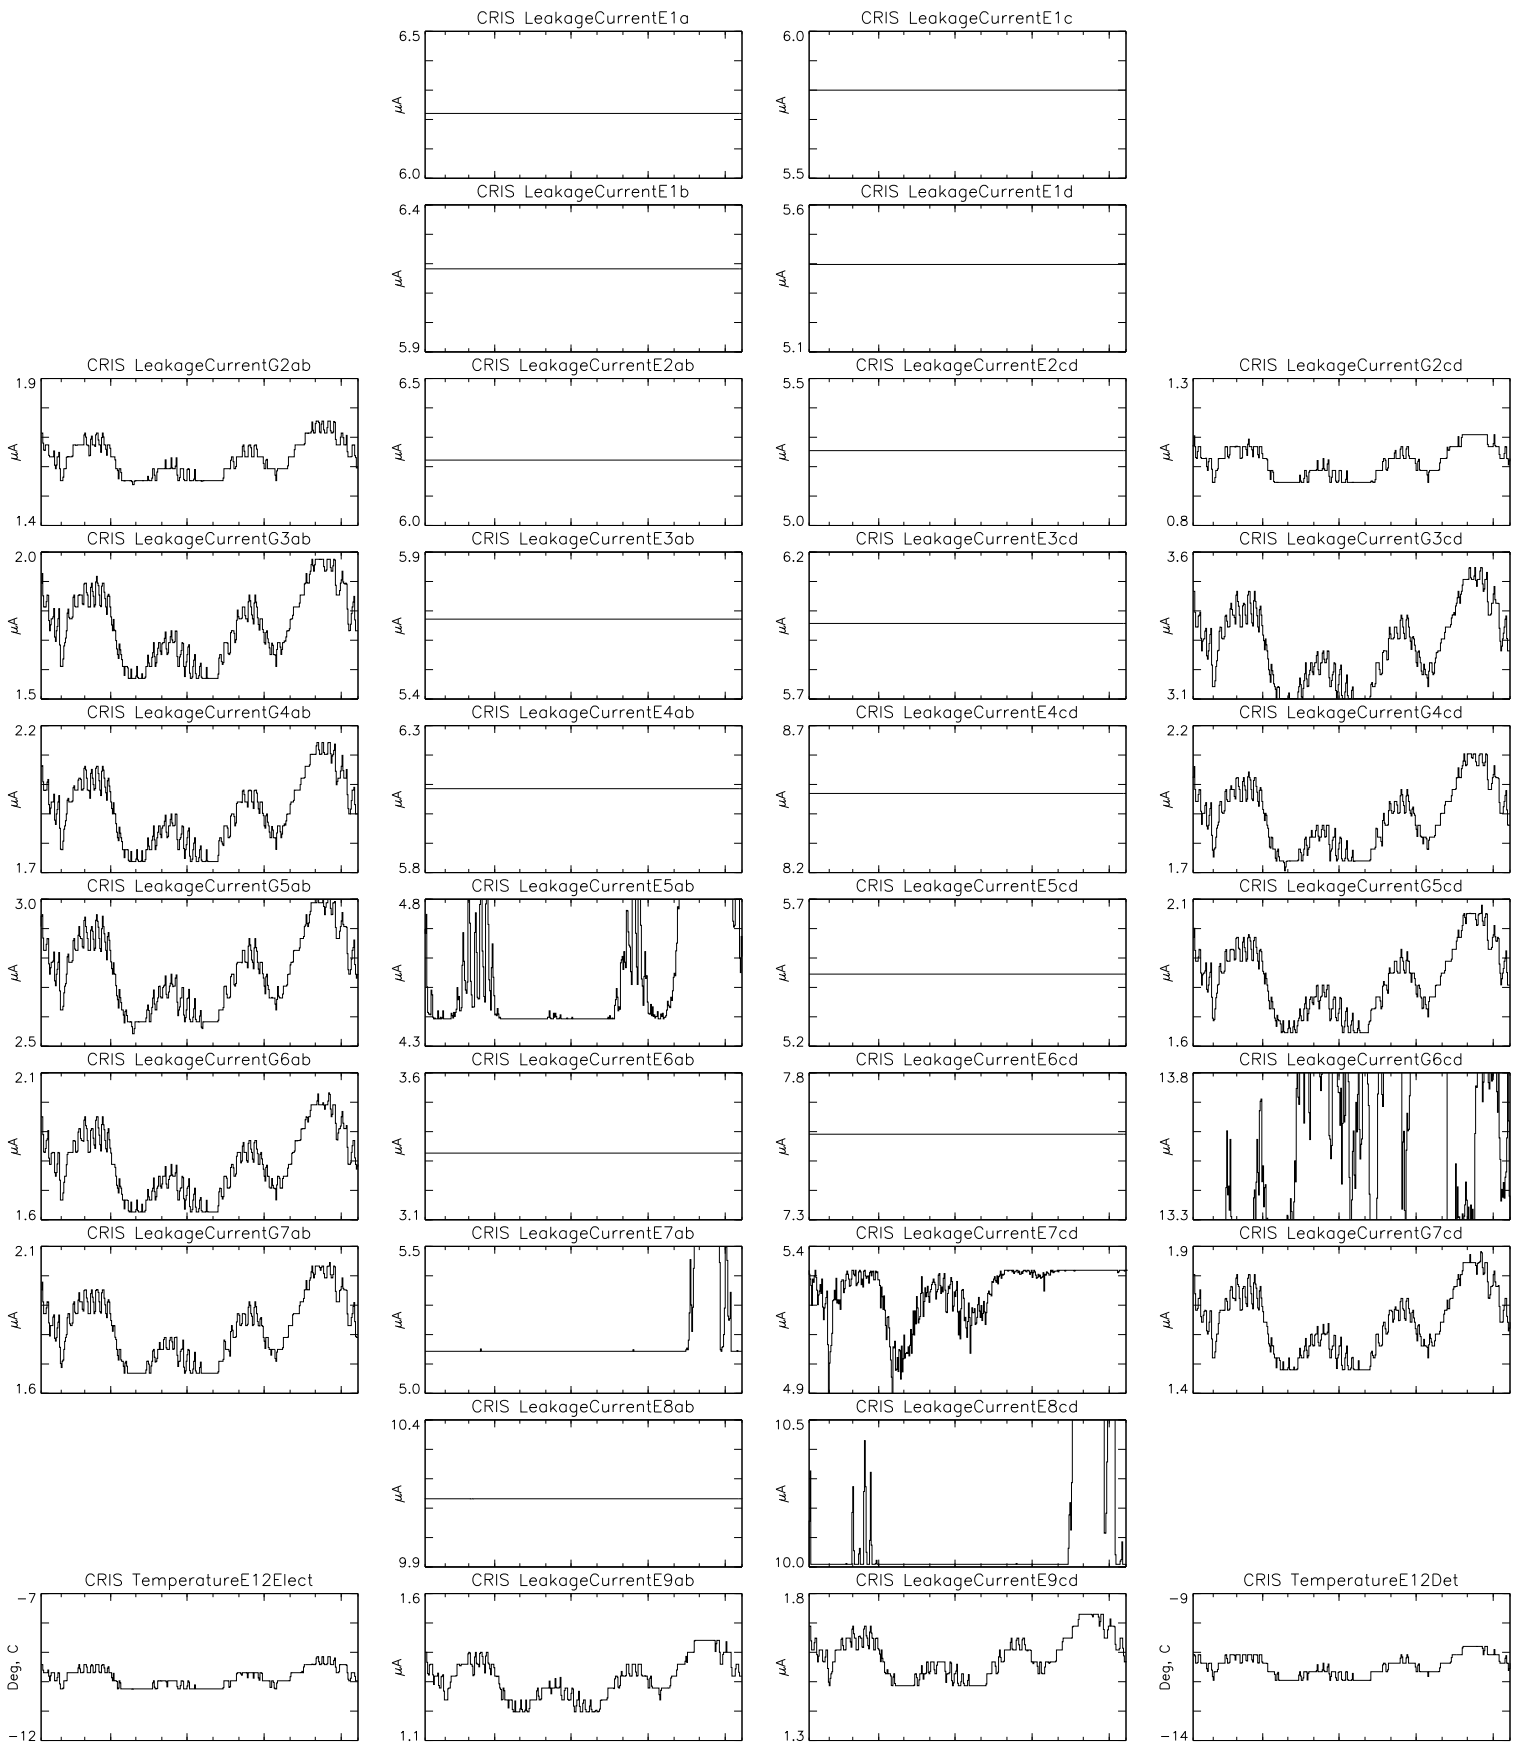 CRIS LeakageCurrentE1a
6.5
μA
6.0
CRIS LeakageCurrentE1c
6.0
μA
5.5
CRIS LeakageCurrentE1b
6.4
μA
5.9
CRIS LeakageCurrentE1d
5.6
μA
5.1
CRIS LeakageCurrentG2ab
1.9
μA
1.4
CRIS LeakageCurrentE2ab
6.5
μA
6.0
CRIS LeakageCurrentE2cd
5.5
μA
5.0
CRIS LeakageCurrentG2cd
1.3
μA
0.8
CRIS LeakageCurrentG3ab
2.0
μA
1.5
CRIS LeakageCurrentE3ab
5.9
μA
5.4
CRIS LeakageCurrentE3cd
6.2
μA
5.7
CRIS LeakageCurrentG3cd
3.6
μA
3.1
CRIS LeakageCurrentG4ab
2.2
μA
1.7
CRIS LeakageCurrentE4ab
6.3
μA
5.8
CRIS LeakageCurrentE4cd
8.7
μA
8.2
CRIS LeakageCurrentG4cd
2.2
μA
1.7
CRIS LeakageCurrentG5ab
3.0
μA
2.5
CRIS LeakageCurrentE5ab
4.8
μA
4.3
CRIS LeakageCurrentE5cd
5.7
μA
5.2
CRIS LeakageCurrentG5cd
2.1
μA
1.6
CRIS LeakageCurrentG6ab
2.1
μA
1.6
CRIS LeakageCurrentE6ab
3.6
μA
3.1
CRIS LeakageCurrentE6cd
7.8
μA
7.3
CRIS LeakageCurrentG6cd
13.8
μA
13.3
CRIS LeakageCurrentG7ab
2.1
μA
1.6
CRIS LeakageCurrentE7ab
5.5
μA
5.0
CRIS LeakageCurrentE7cd
5.4
μA
4.9
CRIS LeakageCurrentG7cd
1.9
μA
1.4
CRIS LeakageCurrentE8ab
10.4
μA
9.9
CRIS LeakageCurrentE8cd
10.5
μA
10.0
CRIS TemperatureE12Elect
−7
Deg, C
−12
CRIS LeakageCurrentE9ab
1.6
μA
1.1
CRIS LeakageCurrentE9cd
1.8
μA
1.3
CRIS TemperatureE12Det
−9
Deg, C
−14